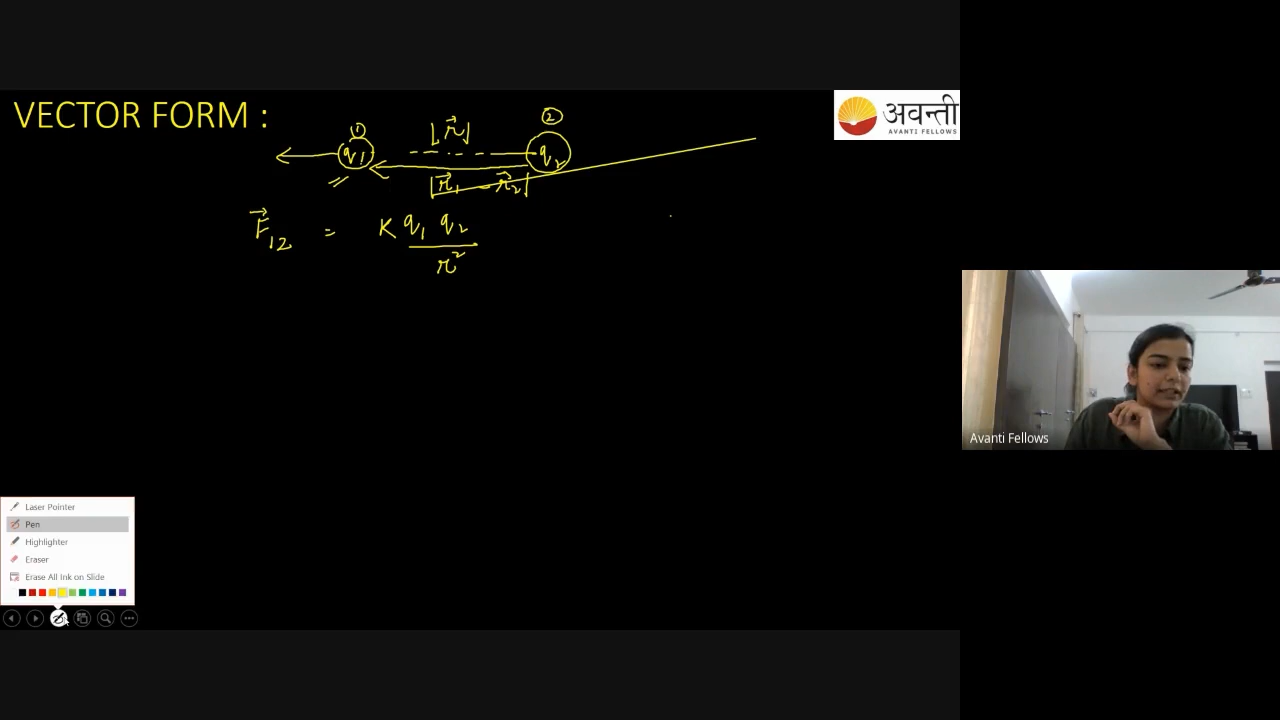 VECTOR FORM :
① ②
|r⃗|
q₁ q₂
|r⃗₁ - r⃗₂|
F⃗₁₂ = K q₁ q₂ / r²
अवन्ती
AVANTI FELLOWS
Avanti Fellows
Laser Pointer
Pen
Highlighter
Eraser
Erase All Ink on Slide